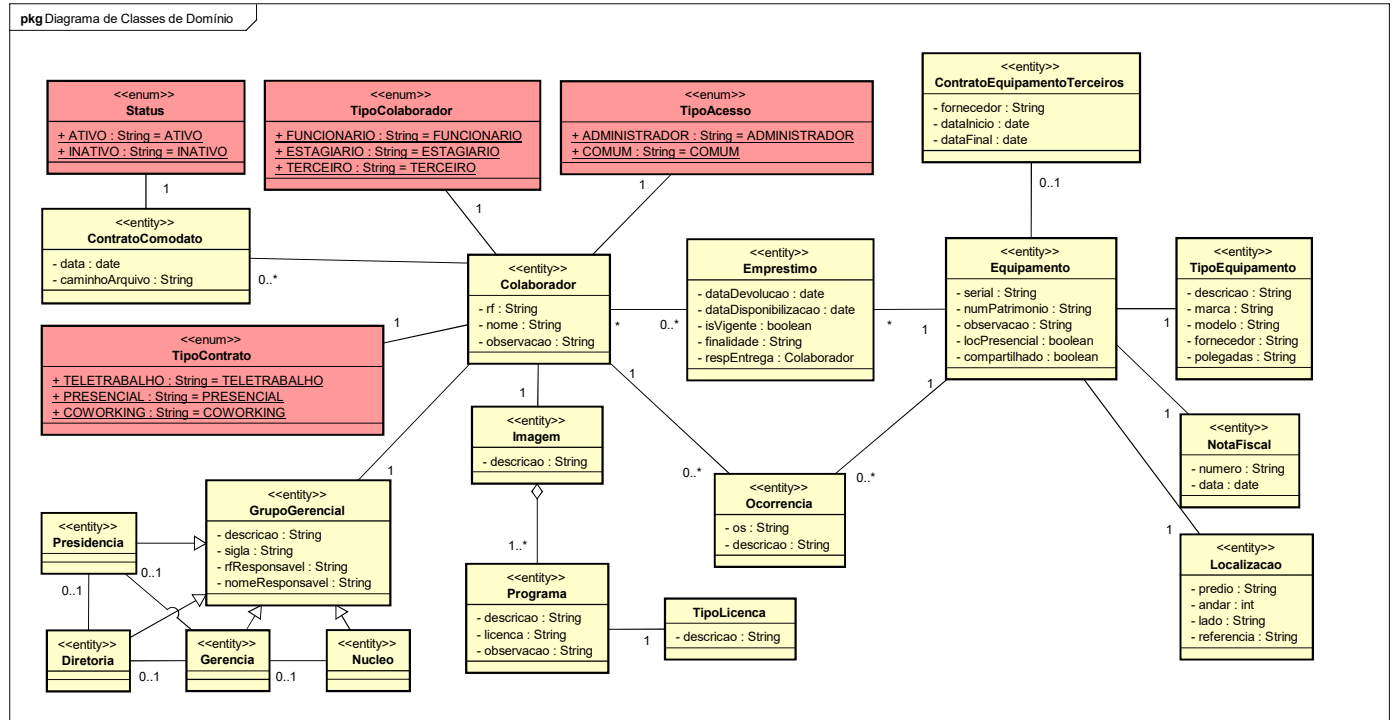 pkg Diagrama de Classes de Domínio
<<enum>>
Status
+ ATIVO : String = ATIVO
+ INATIVO : String = INATIVO
1
<<enum>>
TipoColaborador
+ FUNCIONARIO : String = FUNCIONARIO
+ ESTAGIARIO : String = ESTAGIARIO
+ TERCEIRO : String = TERCEIRO
1
<<enum>>
TipoAcesso
+ ADMINISTRADOR : String = ADMINISTRADOR
+ COMUM : String = COMUM
1
<<entity>>
ContratoEquipamentoTerceiros
- fornecedor : String
- dataInicio : date
- dataFinal : date
0..1
<<entity>>
ContratoComodato
- data : date
- caminhoArquivo : String
0..*
<<entity>>
Colaborador
- rf : String
- nome : String
- observacao : String
*
0..*
<<entity>>
Emprestimo
- dataDevolucao : date
- dataDisponibilizacao : date
- isVigente : boolean
- finalidade : String
- respEntrega : Colaborador
*
1
<<entity>>
Equipamento
- serial : String
- numPatrimonio : String
- observacao : String
- locPresencial : boolean
- compartilhado : boolean
1
<<entity>>
TipoEquipamento
- descricao : String
- marca : String
- modelo : String
- fornecedor : String
- polegadas : String
<<enum>>
TipoContrato
+ TELETRABALHO : String = TELETRABALHO
+ PRESENCIAL : String = PRESENCIAL
+ COWORKING : String = COWORKING
1
1
1
1
1
<<entity>>
Imagem
- descricao : String
<<entity>>
NotaFiscal
- numero : String
- data : date
1
<<entity>>
GrupoGerencial
- descricao : String
- sigla : String
- rfResponsavel : String
- nomeResponsavel : String
0..*
0..*
<<entity>>
Ocorrencia
- os : String
- descricao : String
<<entity>>
Presidencia
0..1
0..1
1..*
<<entity>>
Programa
- descricao : String
- licenca : String
- observacao : String
1
TipoLicenca
- descricao : String
1
<<entity>>
Localizacao
- predio : String
- andar : int
- lado : String
- referencia : String
<<entity>>
Diretoria
0..1
<<entity>>
Gerencia
0..1
<<entity>>
Nucleo